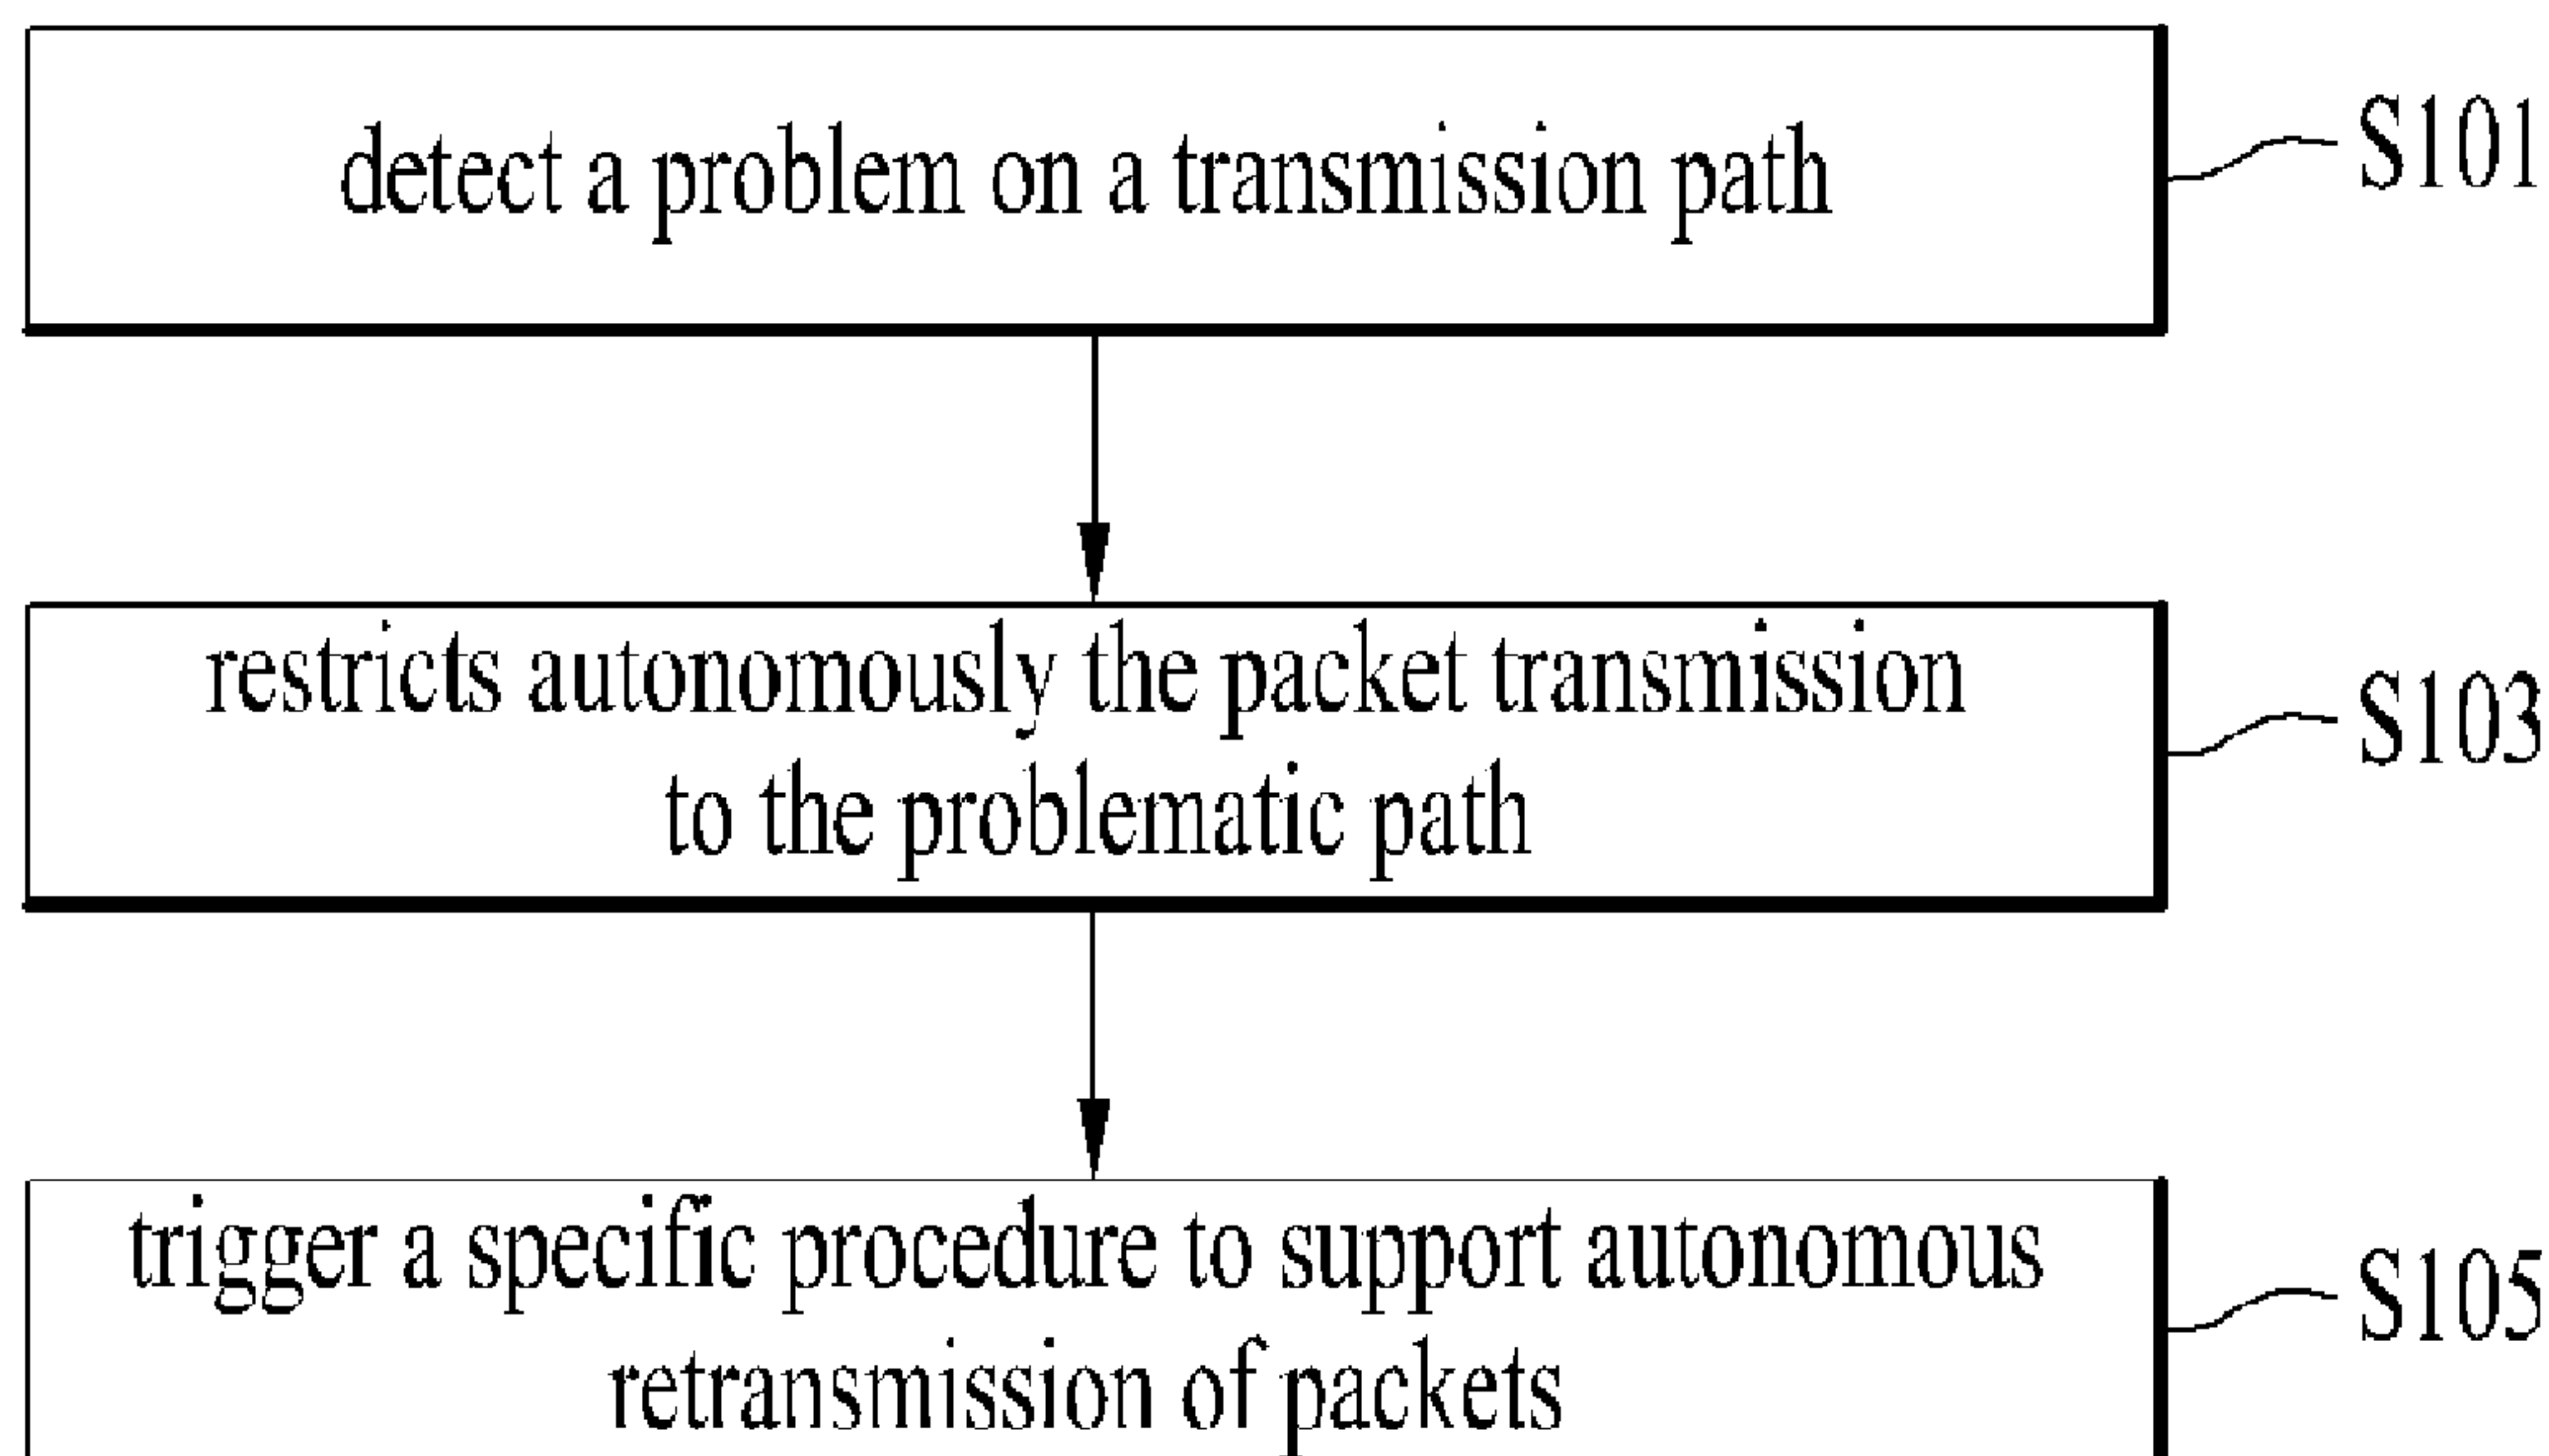 detect a problem on a transmission path
S101
restricts autonomously the packet transmission
to the problematic path
S103
trigger a specific procedure to support autonomous
retransmission of packets
S105